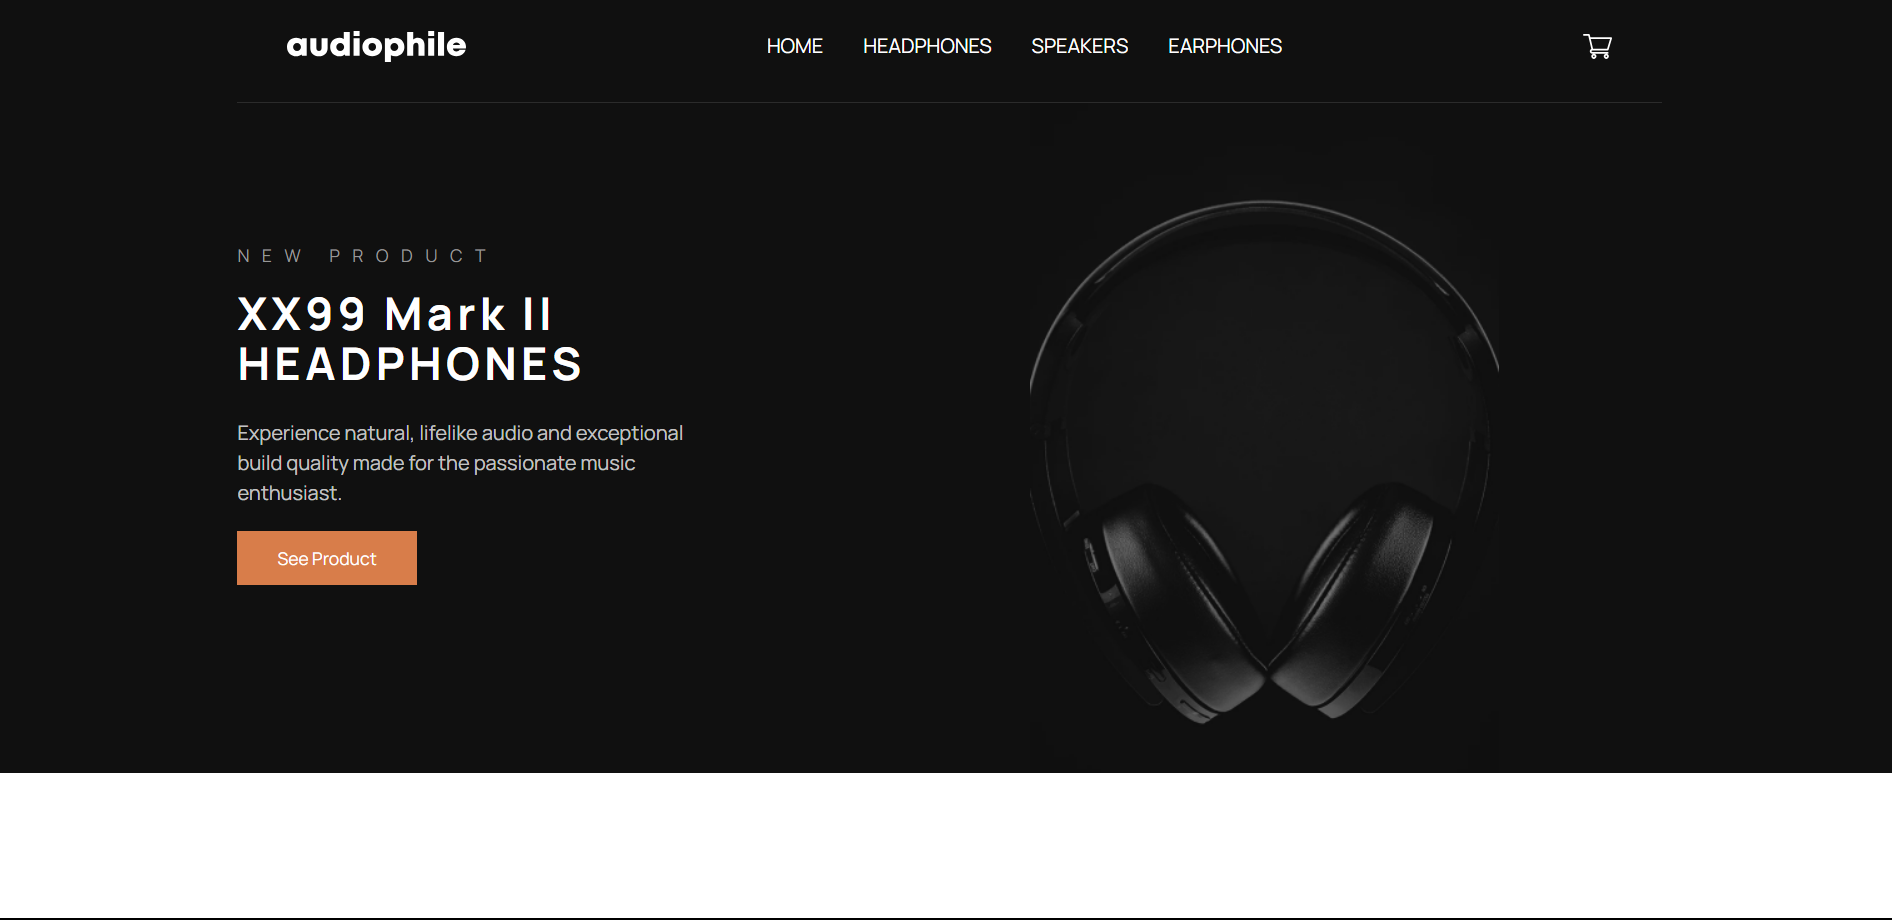 audiophile
HOME HEADPHONES SPEAKERS EARPHONES
NEW PRODUCT
XX99 Mark II
HEADPHONES
Experience natural, lifelike audio and exceptional
build quality made for the passionate music
enthusiast.
See Product